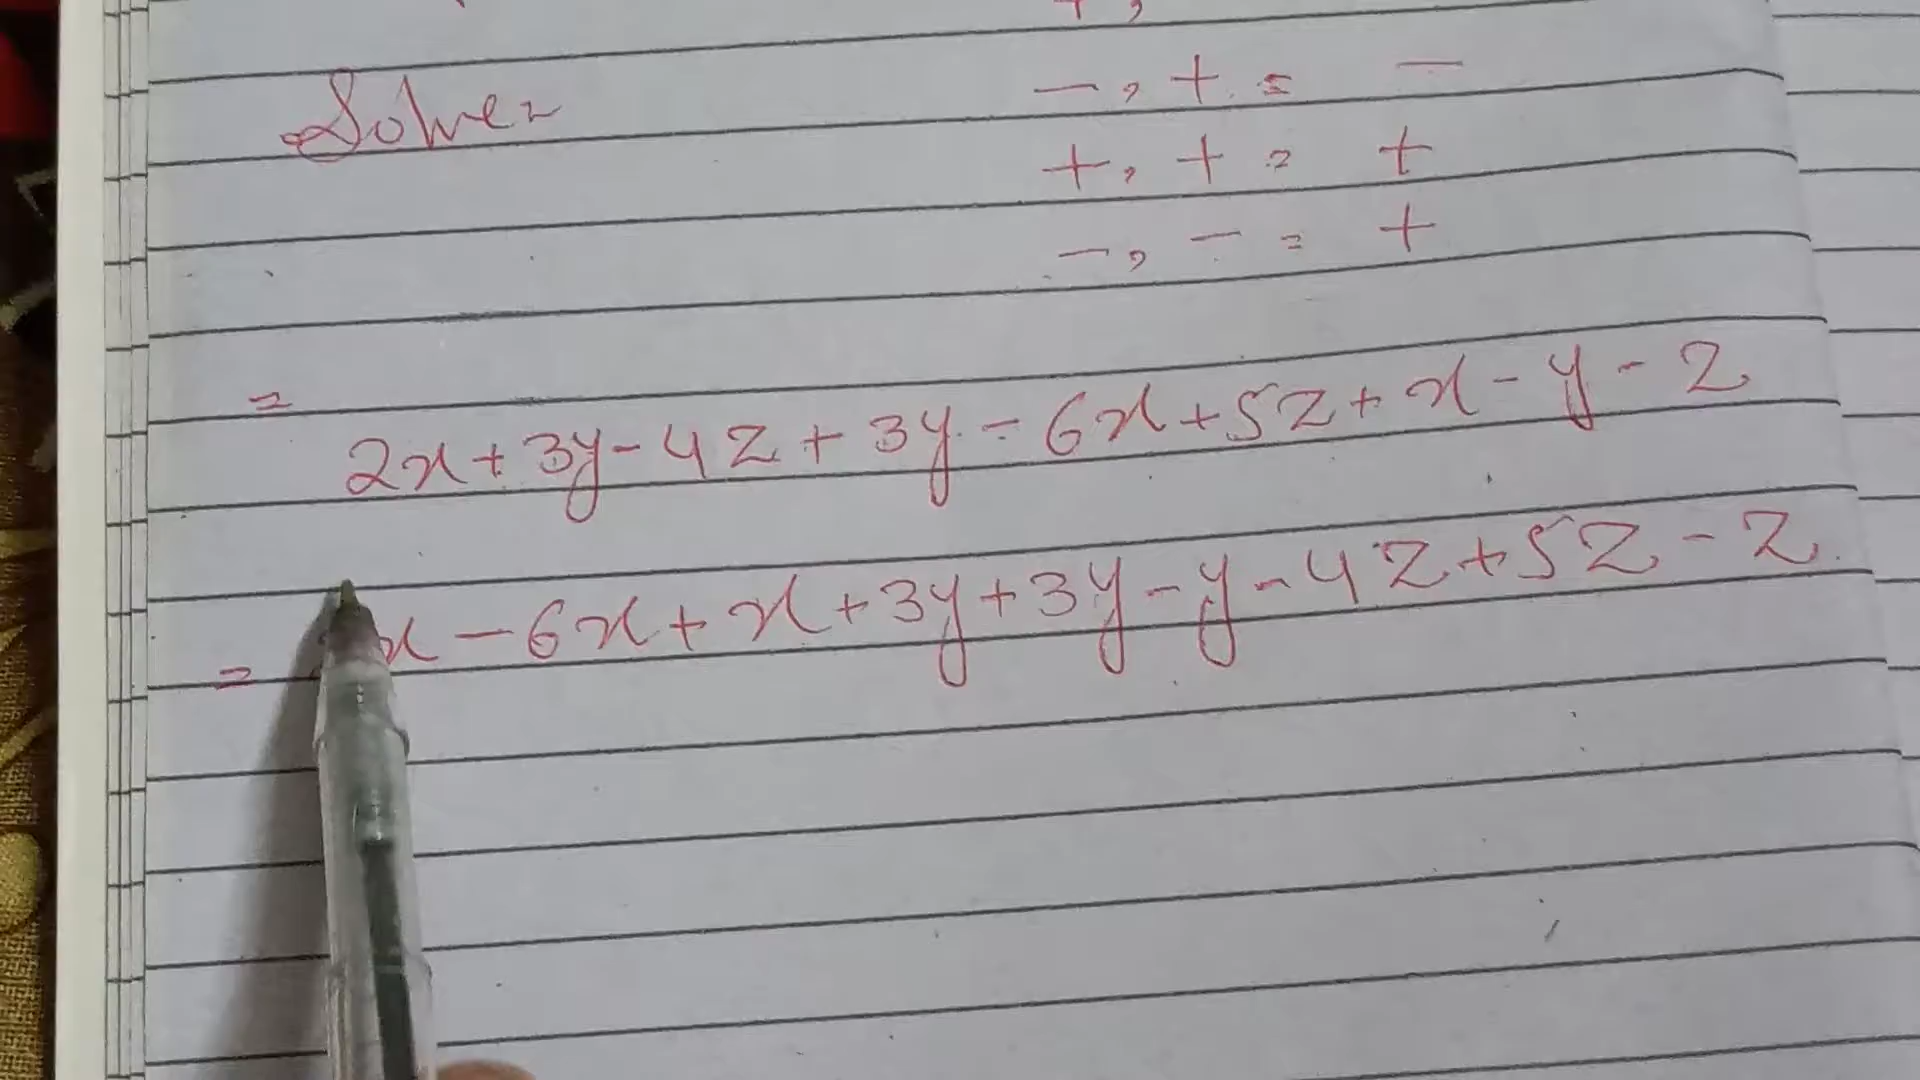 Solve
-, + = -
+, + = +
-, - = +
= 2x+3y-4z+3y-6x+5z+x-y-z
= x-6x+x+3y+3y-y-4z+5z-z